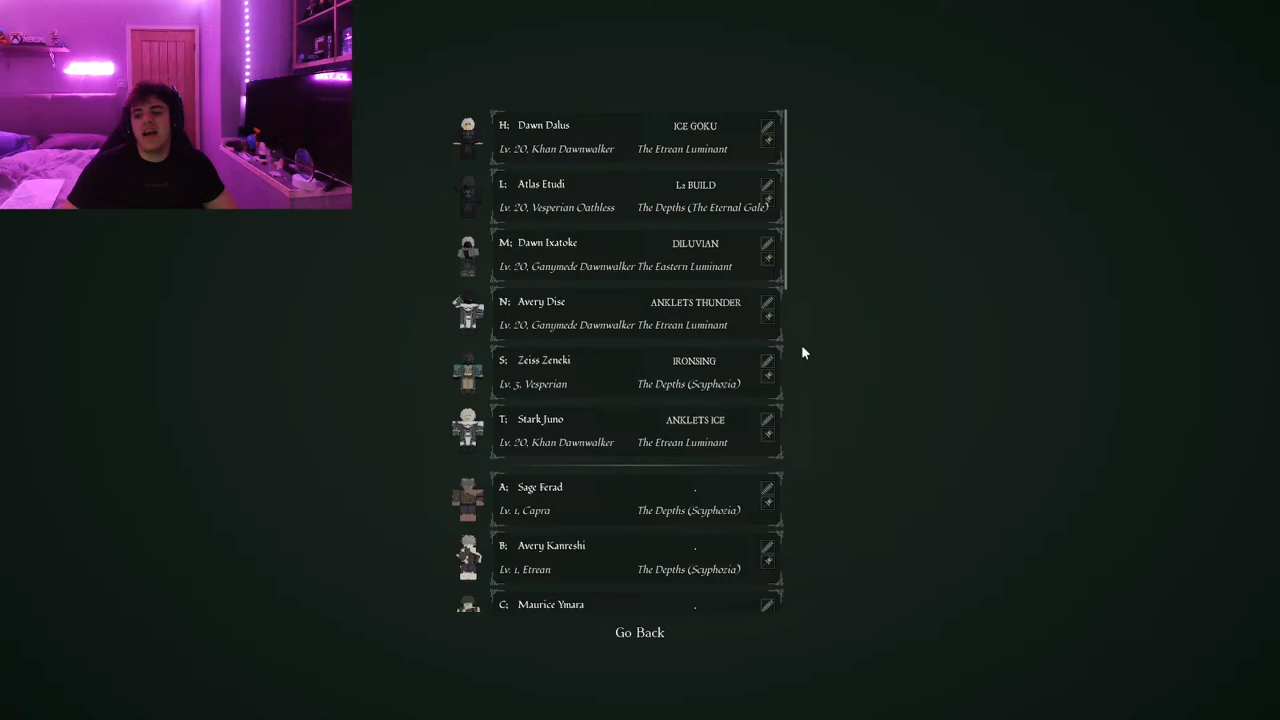 H; Dawn Dalus ICE GOKU
Lv. 20, Khan Dawnwalker The Etrean Luminant
L; Atlas Etudi L2 BUILD
Lv. 20, Vesperian Oathless The Depths (The Eternal Gale)
M; Dawn Ixatoke DILUVIAN
Lv. 20, Ganymede Dawnwalker The Eastern Luminant
N; Avery Dise ANKLETS THUNDER
Lv. 20, Ganymede Dawnwalker The Etrean Luminant
S; Zeiss Zeneki IRONSING
Lv. 3, Vesperian The Depths (Scyphozia)
T; Stark Juno ANKLETS ICE
Lv. 20, Khan Dawnwalker The Etrean Luminant
A; Sage Ferad .
Lv. 1, Capra The Depths (Scyphozia)
B; Avery Kanreshi .
Lv. 1, Etrean The Depths (Scyphozia)
C; Maurice Ymara .
Go Back